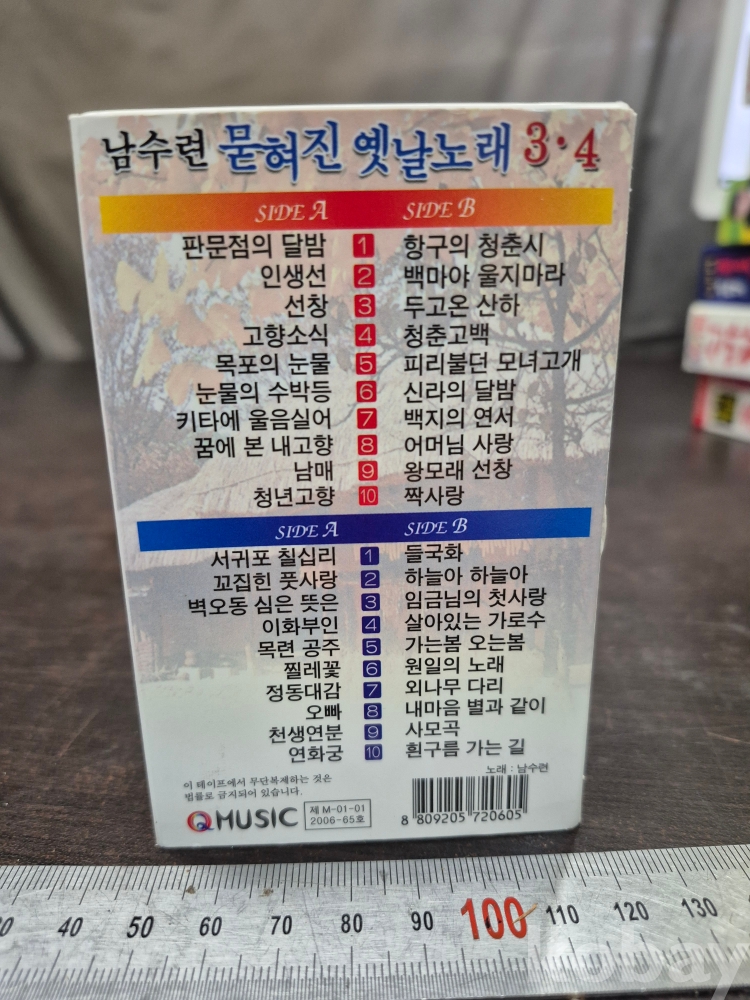 남수련 묻혀진 옛날노래 3·4
SIDE A SIDE B
판문점의 달밤 1 항구의 청춘시
인생선 2 백마야 울지마라
선창 3 두고온 산하
고향소식 4 청춘고백
목포의 눈물 5 피리불던 모녀고개
눈물의 수박등 6 신라의 달밤
키타에 울음실어 7 백지의 연서
꿈에 본 내고향 8 어머님 사랑
남매 9 왕모래 선창
청년고향 10 짝사랑
SIDE A SIDE B
서귀포 칠십리 1 들국화
꼬집힌 풋사랑 2 하늘아 하늘아
벽오동 심은 뜻은 3 임금님의 첫사랑
이화부인 4 살아있는 가로수
목련 공주 5 가는봄 오는봄
찔레꽃 6 원일의 노래
정동대감 7 외나무 다리
오빠 8 내마음 별과 같이
천생연분 9 사모곡
연화궁 10 흰구름 가는 길
노래 : 남수련
이 테이프에서 무단복제하는 것은
법률로 금지되어 있습니다.
QMUSIC
제 M-01-01
2006-65호
8 809205 720605
40 50 60 70 80 90 100 110 120 130
kobay